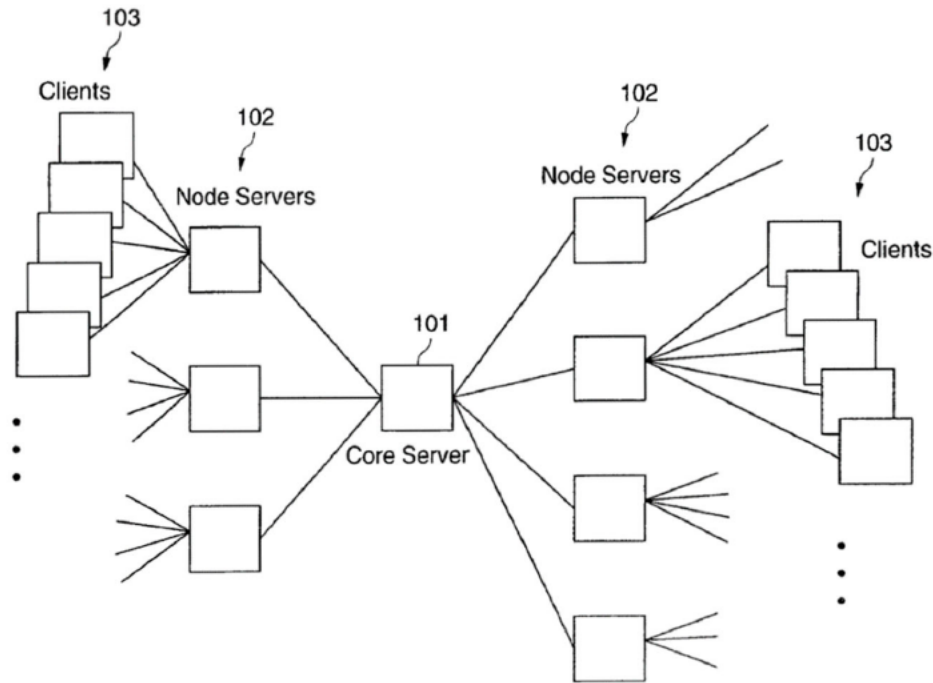 103
Clients
102
Node Servers
102
Node Servers
103
Clients
101
Core Server